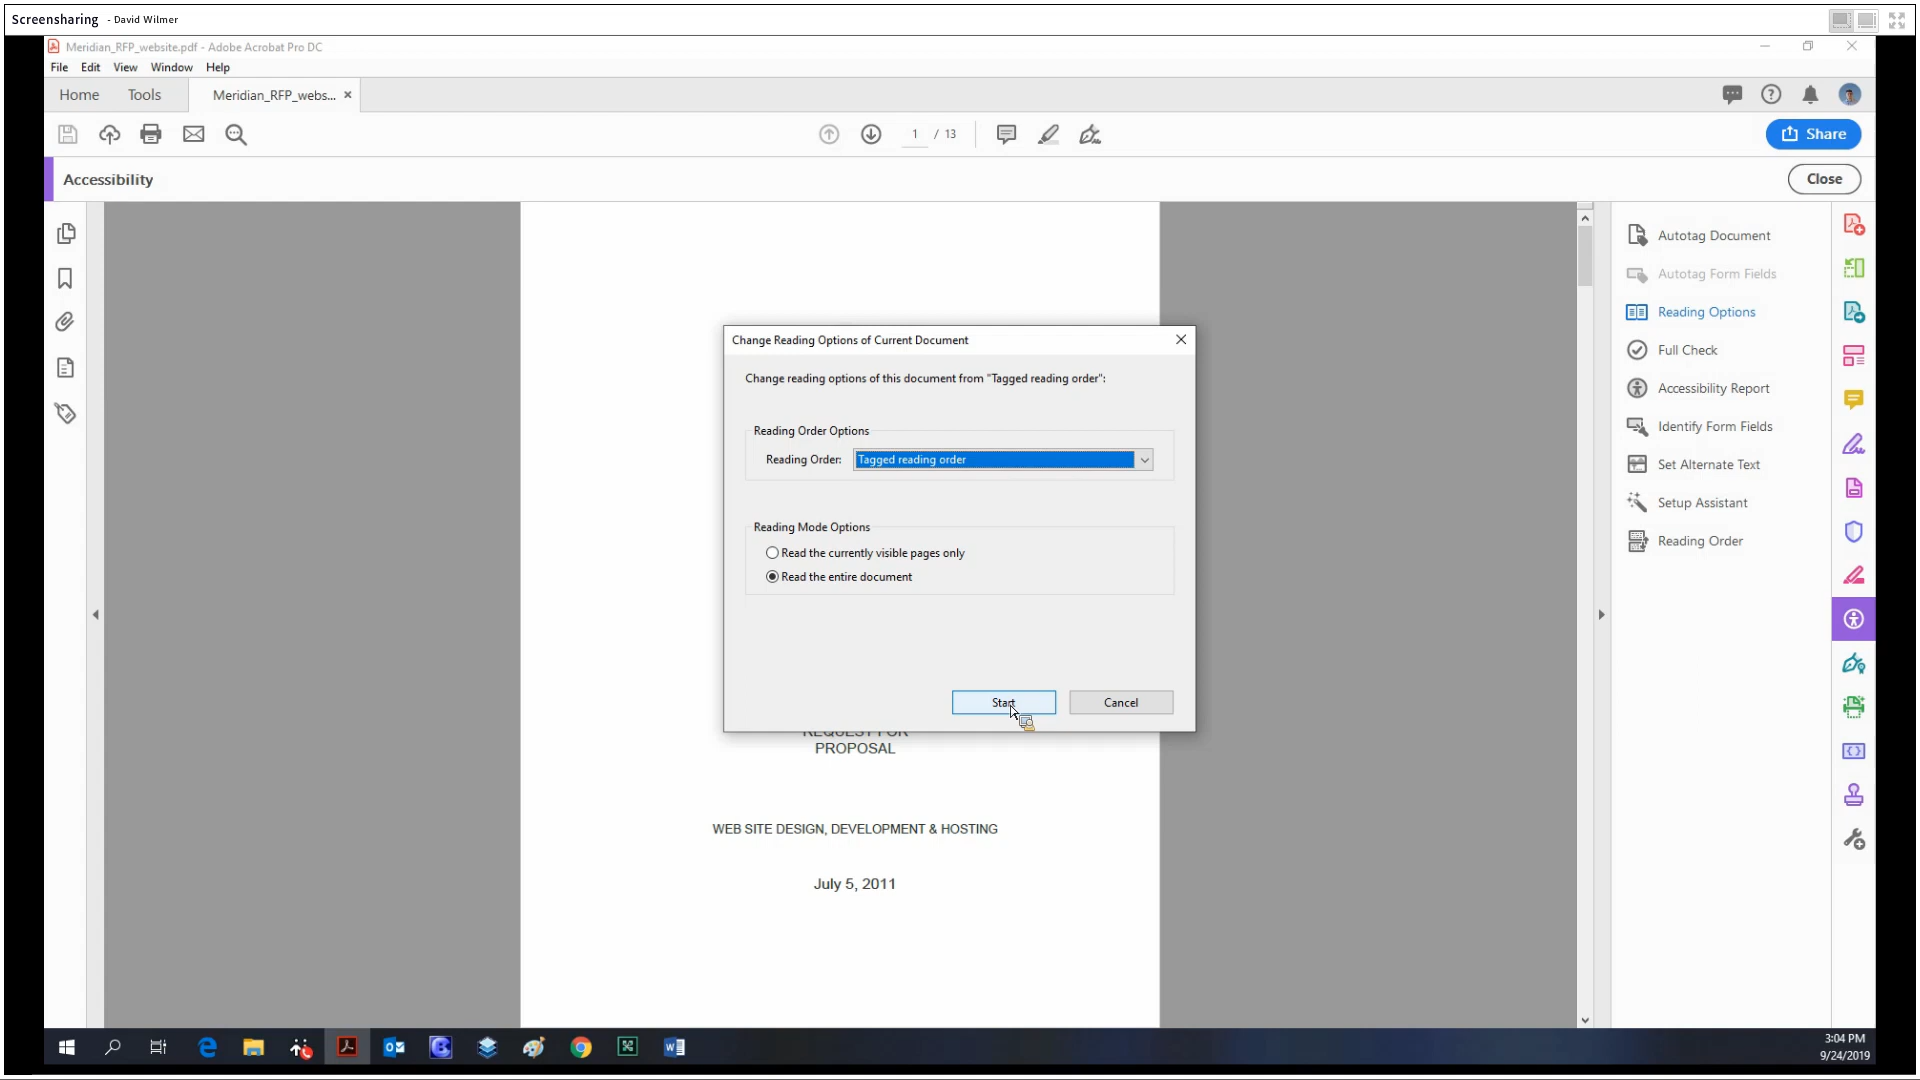 Screensharing - David Wilmer
Meridian_RFP_website.pdf - Adobe Acrobat Pro DC
File Edit View Window Help
Home Tools Meridian_RFP_webs... ×
1 / 13
Share
Accessibility
Close
Autotag Document
Autotag Form Fields
Reading Options
Full Check
Accessibility Report
Identify Form Fields
Set Alternate Text
Setup Assistant
Reading Order
Change Reading Options of Current Document
Change reading options of this document from "Tagged reading order":
Reading Order Options
Reading Order: Tagged reading order
Reading Mode Options
Read the currently visible pages only
Read the entire document
Start Cancel
REQUEST FOR
PROPOSAL
WEB SITE DESIGN, DEVELOPMENT & HOSTING
July 5, 2011
3:04 PM
9/24/2019